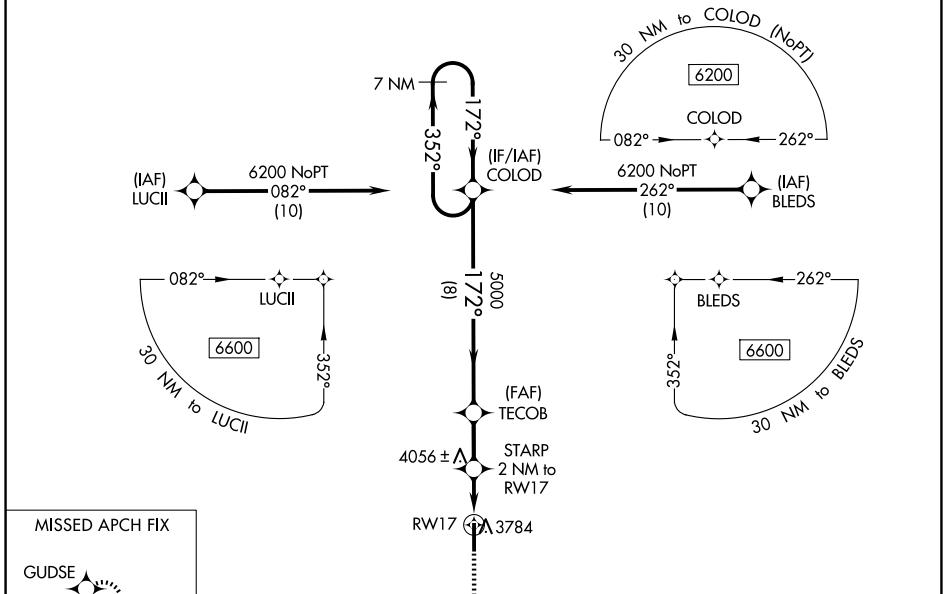 30 NM to COLOD (NoPT)
6200
COLOD
082°
262°
7 NM
172°
352°
(IF/IAF)
COLOD
(IAF)
LUCII
6200 NoPT
082°
(10)
6200 NoPT
262°
(10)
(IAF)
BLEDS
5000
172°
(8)
082°
LUCII
6600
352°
30 NM to LUCII
262°
BLEDS
6600
352°
30 NM to BLEDS
(FAF)
TECOB
4056 ±
STARP
2 NM to
RW17
RW17
3784
MISSED APCH FIX
GUDSE